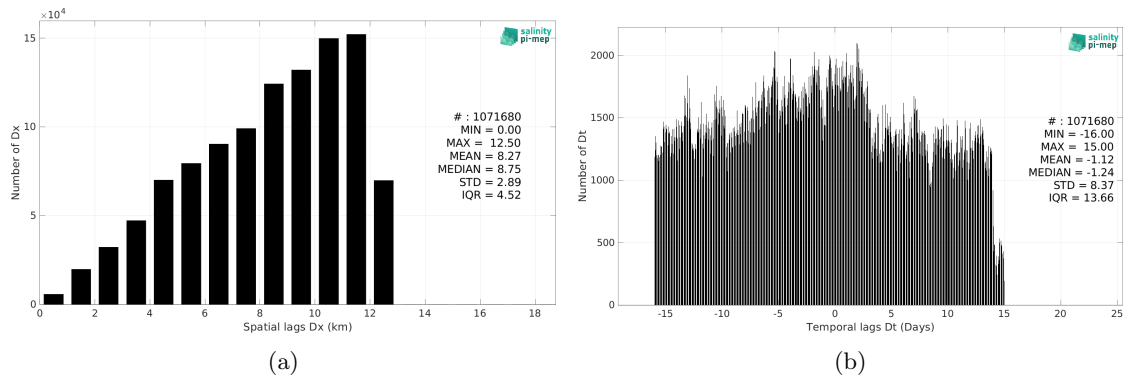 ×10⁴
15
10
5
0
Number of Dx
0 2 4 6 8 10 12 14 16 18
Spatial lags Dx (km)
salinity
pi-mep
# : 1071680
MIN = 0.00
MAX = 12.50
MEAN = 8.27
MEDIAN = 8.75
STD = 2.89
IQR = 4.52
(a)
2000
1500
1000
500
0
Number of Dt
-15 -10 -5 0 5 10 15 20 25
Temporal lags Dt (Days)
salinity
pi-mep
# : 1071680
MIN = -16.00
MAX = 15.00
MEAN = -1.12
MEDIAN = -1.24
STD = 8.37
IQR = 13.66
(b)